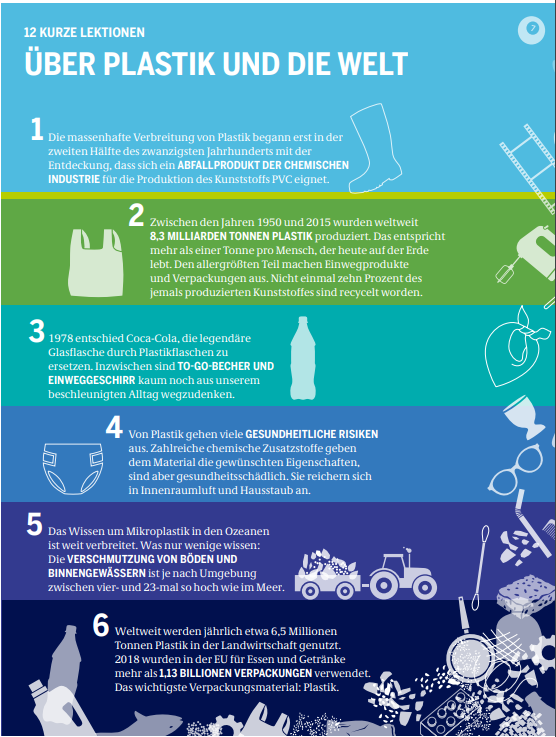 12 KURZE LEKTIONEN
ÜBER PLASTIK UND DIE WELT
1 Die massenhafte Verbreitung von Plastik begann erst in der
zweiten Hälfte des zwanzigsten Jahrhunderts mit der
Entdeckung, dass sich ein ABFALLPRODUKT DER CHEMISCHEN
INDUSTRIE für die Produktion des Kunststoffs PVC eignet.
2 Zwischen den Jahren 1950 und 2015 wurden weltweit
8,3 MILLIARDEN TONNEN PLASTIK produziert. Das entspricht
mehr als einer Tonne pro Mensch, der heute auf der Erde
lebt. Den allergrößten Teil machen Einwegprodukte
und Verpackungen aus. Nicht einmal zehn Prozent des
jemals produzierten Kunststoffes sind recycelt worden.
3 1978 entschied Coca-Cola, die legendäre
Glasflasche durch Plastikflaschen zu
ersetzen. Inzwischen sind TO-GO-BECHER UND
EINWEGGESCHIRR kaum noch aus unserem
beschleunigten Alltag wegzudenken.
4 Von Plastik gehen viele GESUNDHEITLICHE RISIKEN
aus. Zahlreiche chemische Zusatzstoffe geben
dem Material die gewünschten Eigenschaften,
sind aber gesundheitsschädlich. Sie reichern sich
in Innenraumluft und Hausstaub an.
5 Das Wissen um Mikroplastik in den Ozeanen
ist weit verbreitet. Was nur wenige wissen:
Die VERSCHMUTZUNG VON BÖDEN UND
BINNENGEWÄSSERN ist je nach Umgebung
zwischen vier- und 23-mal so hoch wie im Meer.
6 Weltweit werden jährlich etwa 6,5 Millionen
Tonnen Plastik in der Landwirtschaft genutzt.
2018 wurden in der EU für Essen und Getränke
mehr als 1,13 BILLIONEN VERPACKUNGEN verwendet.
Das wichtigste Verpackungsmaterial: Plastik.